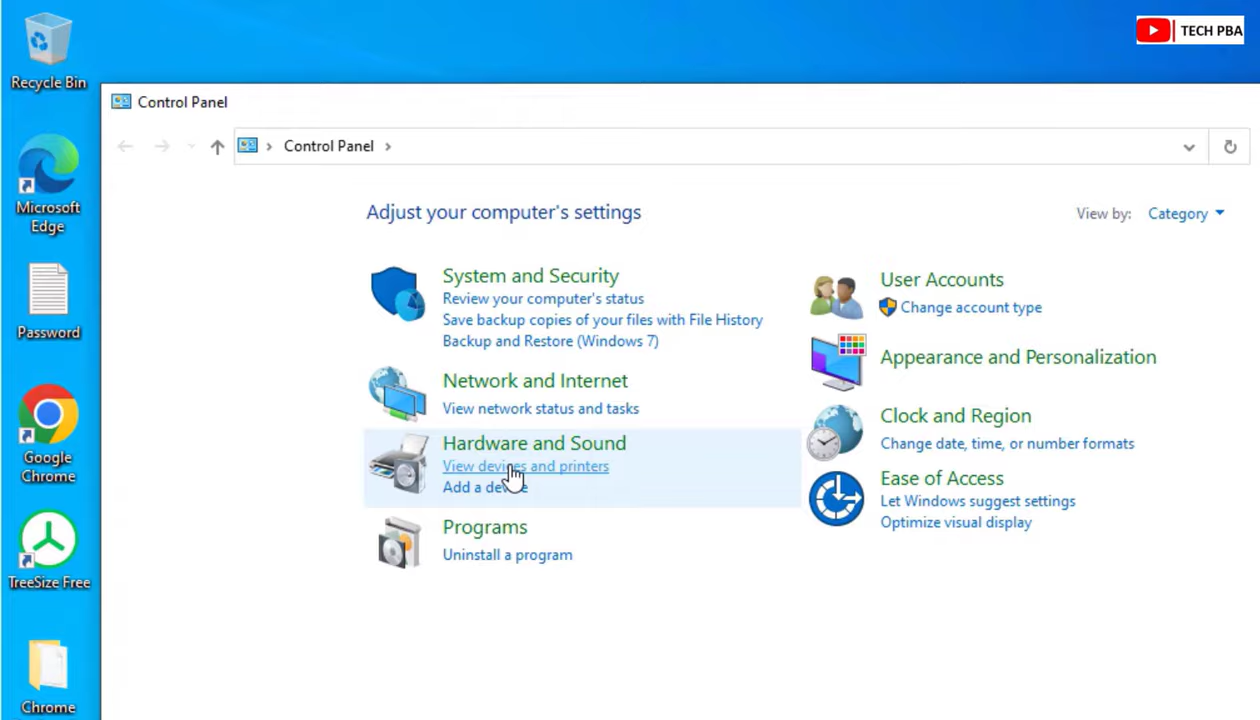 TECH PBA
Recycle Bin
Microsoft
Edge
Password
Google
Chrome
TreeSize Free
Chrome
Control Panel
Control Panel
Adjust your computer's settings
View by: Category
System and Security
Review your computer's status
Save backup copies of your files with File History
Backup and Restore (Windows 7)
Network and Internet
View network status and tasks
Hardware and Sound
View devices and printers
Add a device
Programs
Uninstall a program
User Accounts
Change account type
Appearance and Personalization
Clock and Region
Change date, time, or number formats
Ease of Access
Let Windows suggest settings
Optimize visual display